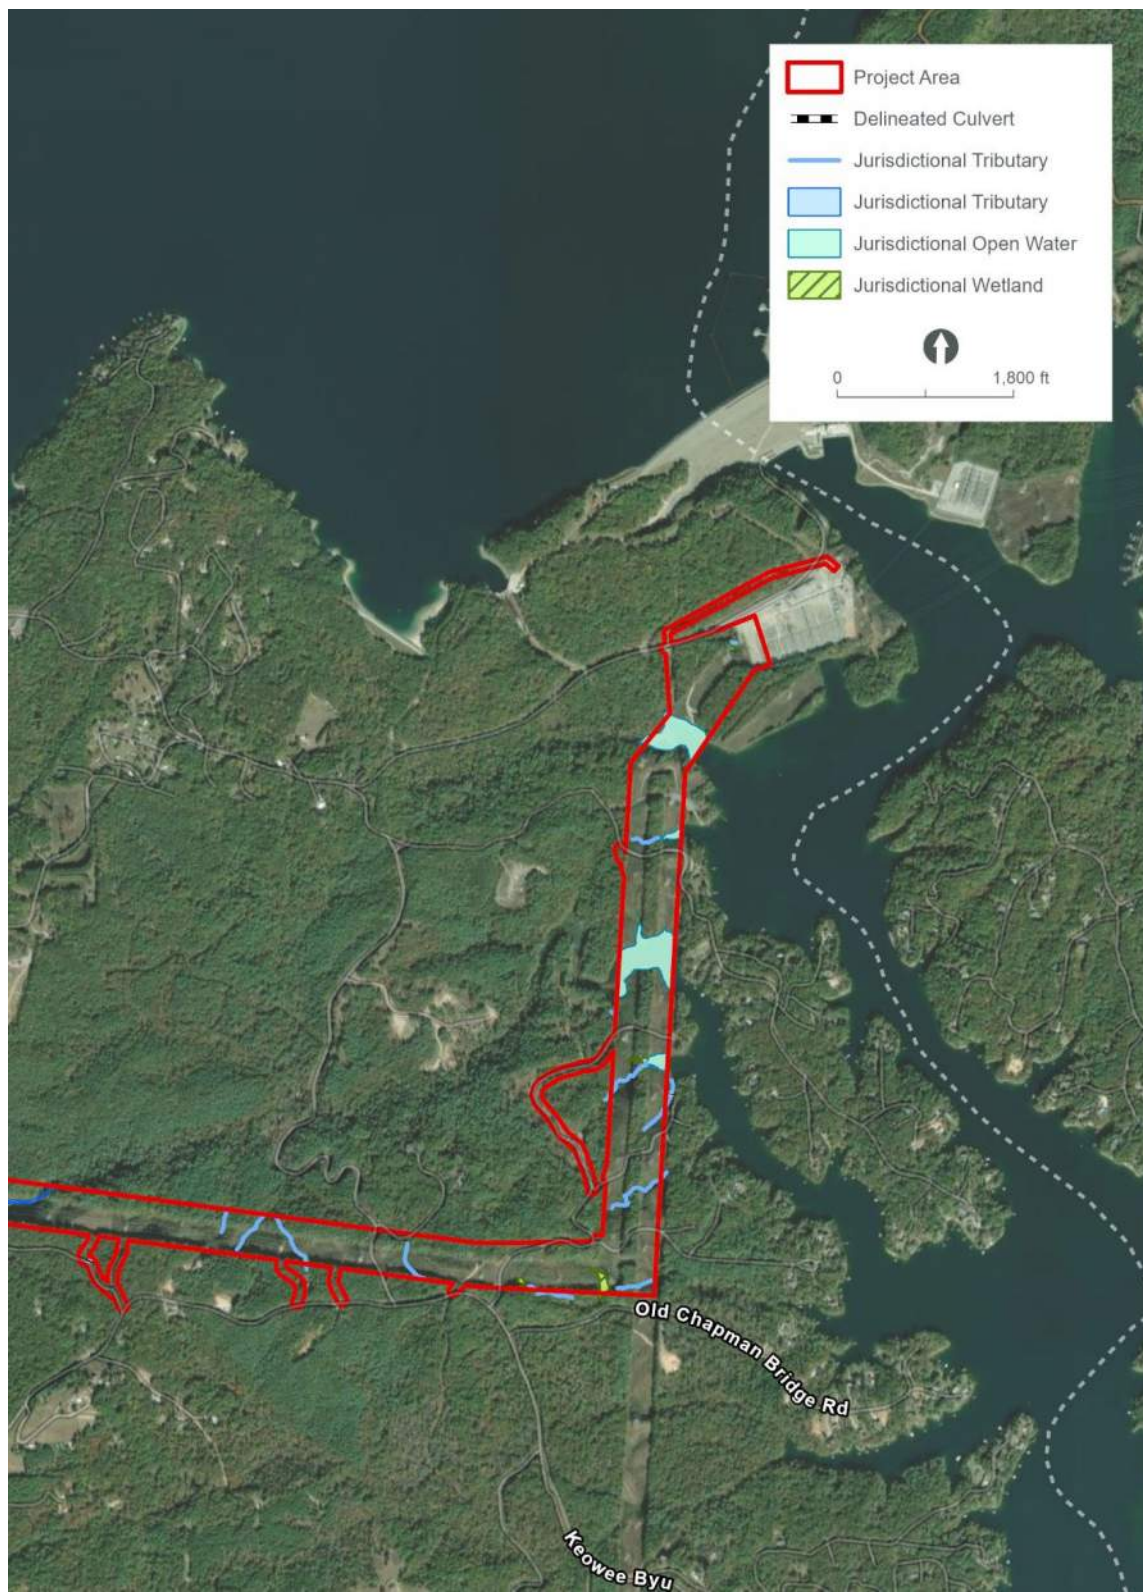 Project Area
Delineated Culvert
Jurisdictional Tributary
Jurisdictional Tributary
Jurisdictional Open Water
Jurisdictional Wetland
0 1,800 ft
Old Chapman Bridge Rd
Keowee Byu